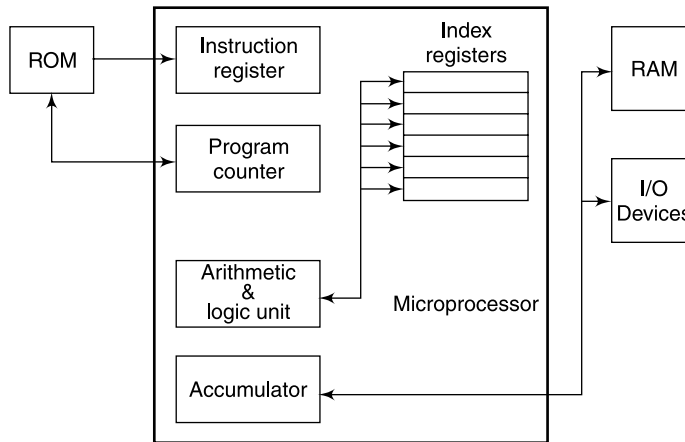 ROM
Instruction
register
Index
registers
RAM
Program
counter
I/O
Devices
Arithmetic
&
logic unit
Microprocessor
Accumulator